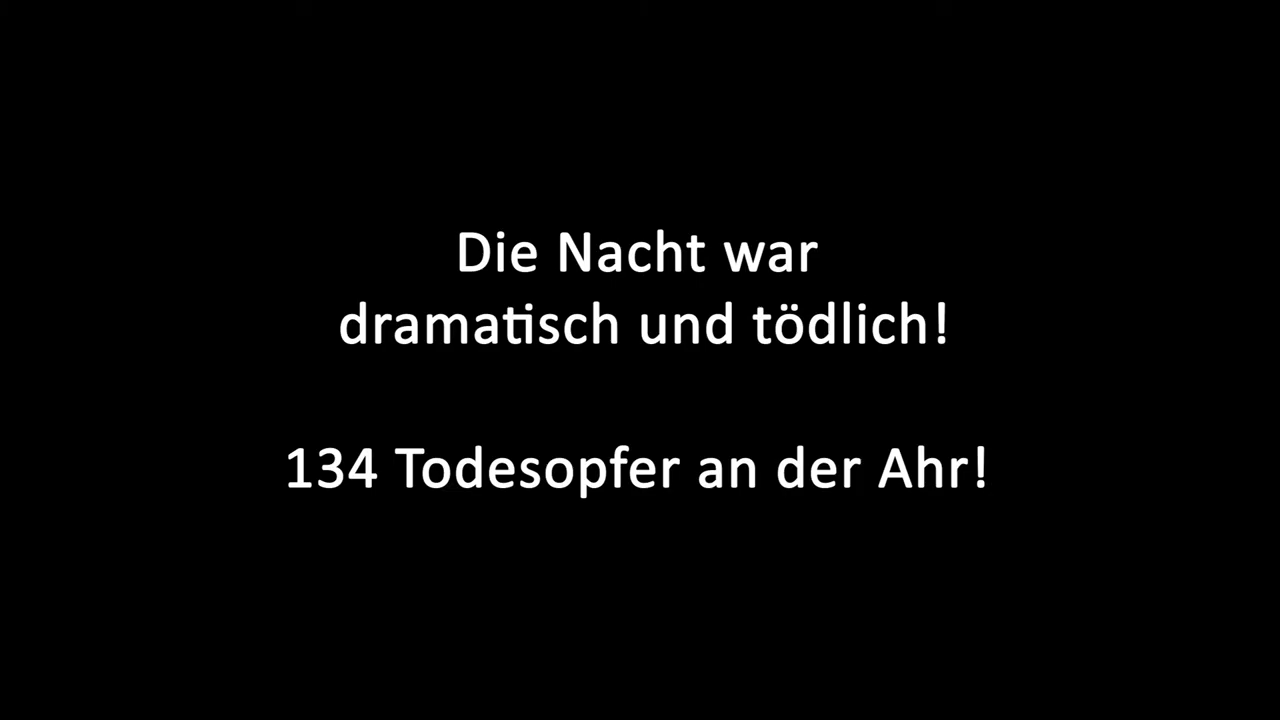 Die Nacht war
dramatisch und tödlich!
134 Todesopfer an der Ahr!